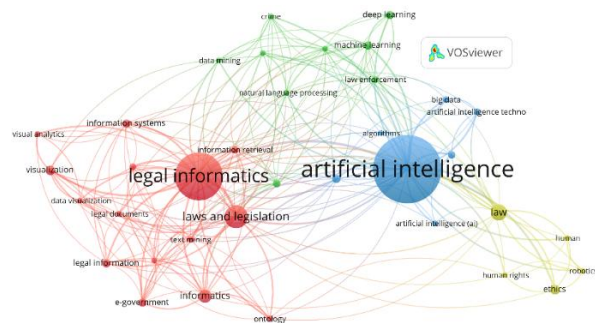 crime
deep learning
machine learning
VOSviewer
data mining
law enforcement
natural language processing
big data
artificial intelligence techno
information systems
visual analytics
algorithms
information retrieval
visualization
legal informatics
artificial intelligence
data visualization
legal documents
laws and legislation
law
artificial intelligence (ai)
text mining
human
legal information
robotics
human rights
ethics
e-government
informatics
ontology